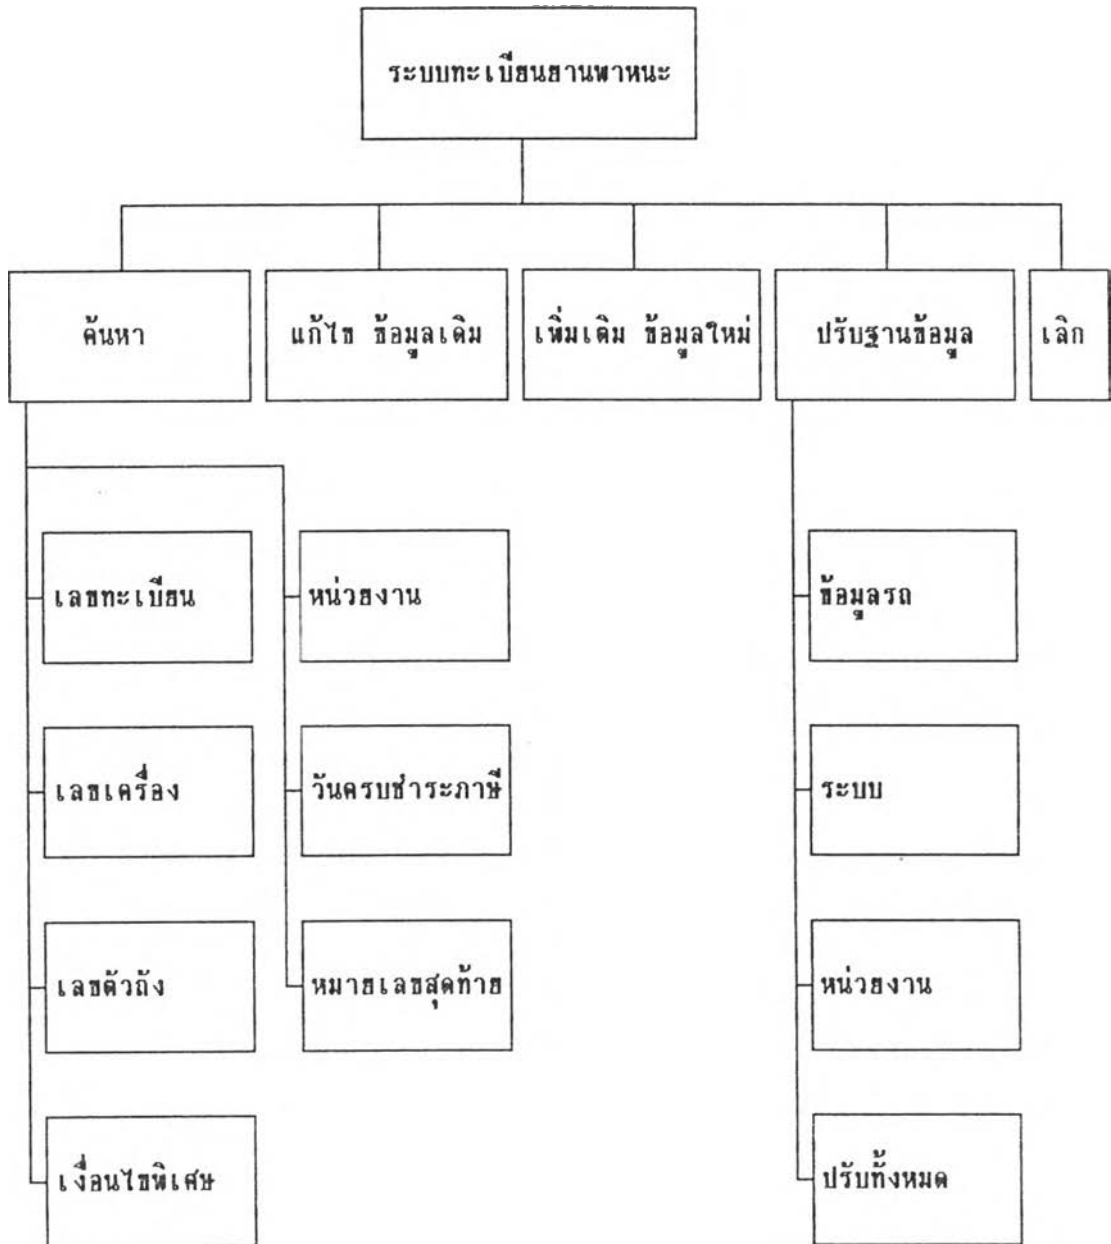 ระบบทะเบียนยานพาหนะ
ค้นหา
แก้ไข ข้อมูลเดิม
เพิ่มเติม ข้อมูลใหม่
ปรับฐานข้อมูล
เลิก
เลขทะเบียน
หน่วยงาน
ข้อมูลรถ
เลขเครื่อง
วันครบชำระภาษี
ระบบ
เลขตัวถัง
หมายเลขสุดท้าย
หน่วยงาน
เงื่อนไขพิเศษ
ปรับทั้งหมด